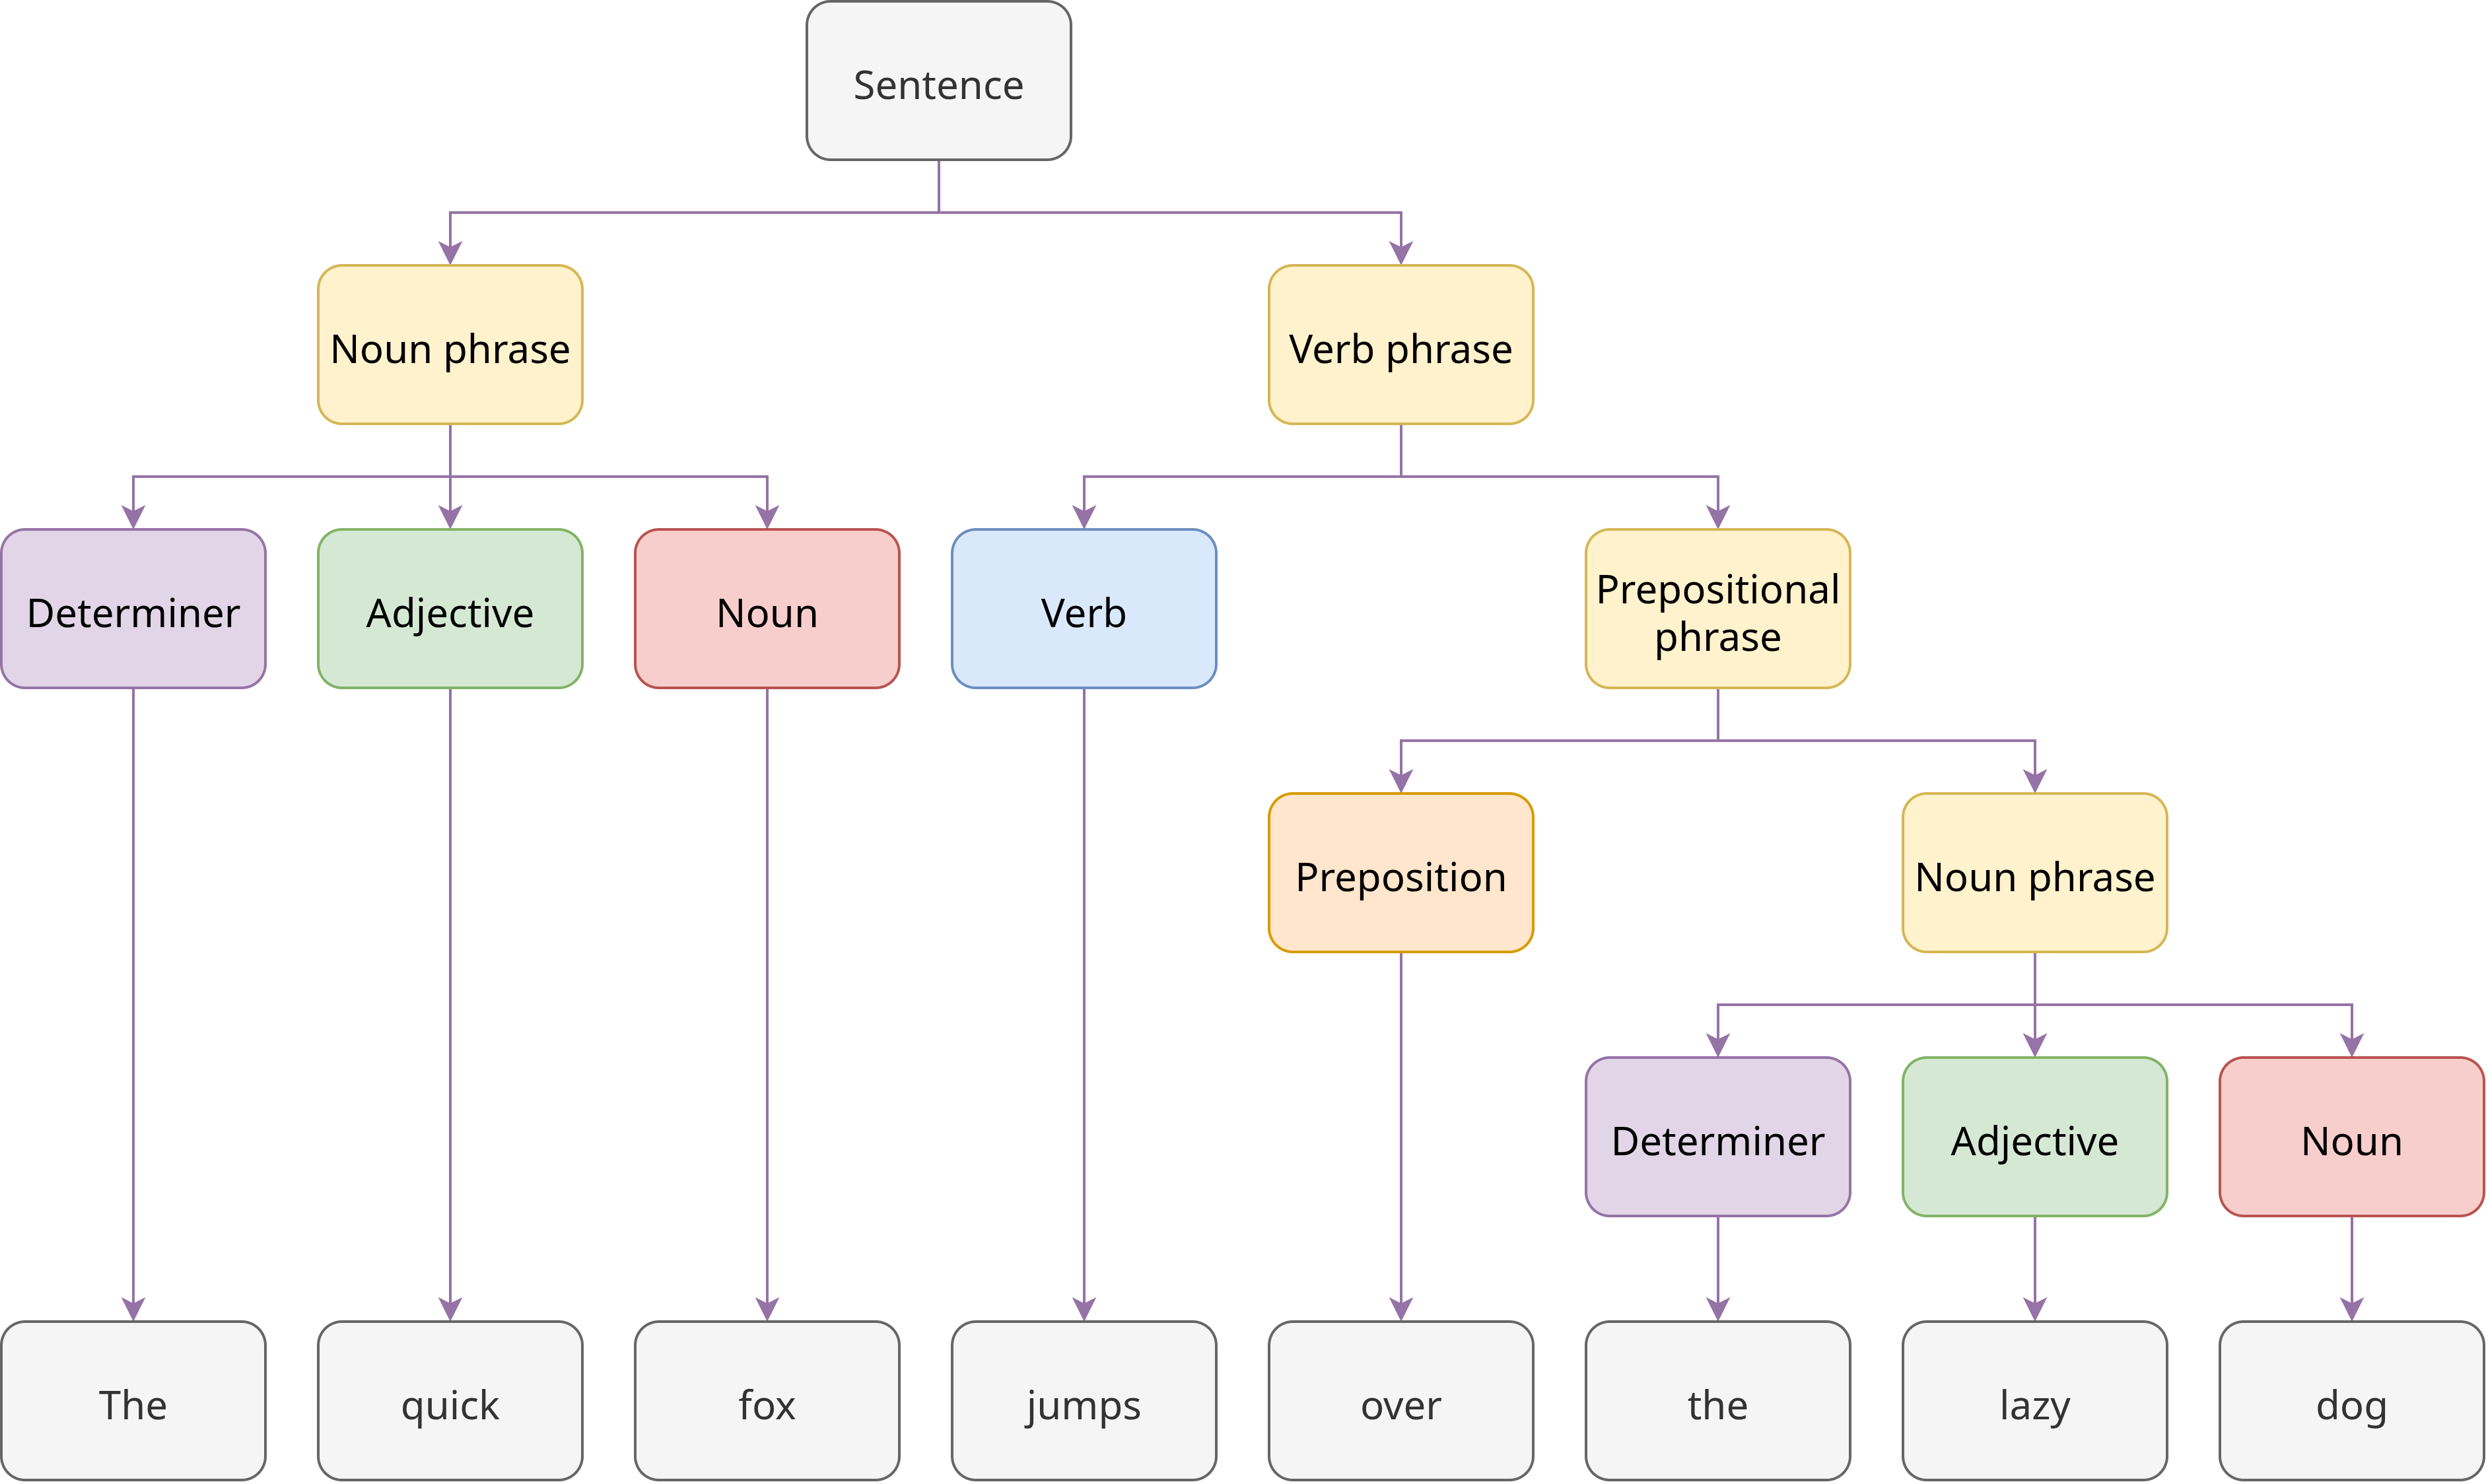 Sentence
Noun phrase
Verb phrase
Determiner
Adjective
Noun
Verb
Prepositional
phrase
Preposition
Noun phrase
Determiner
Adjective
Noun
The
quick
fox
jumps
over
the
lazy
dog